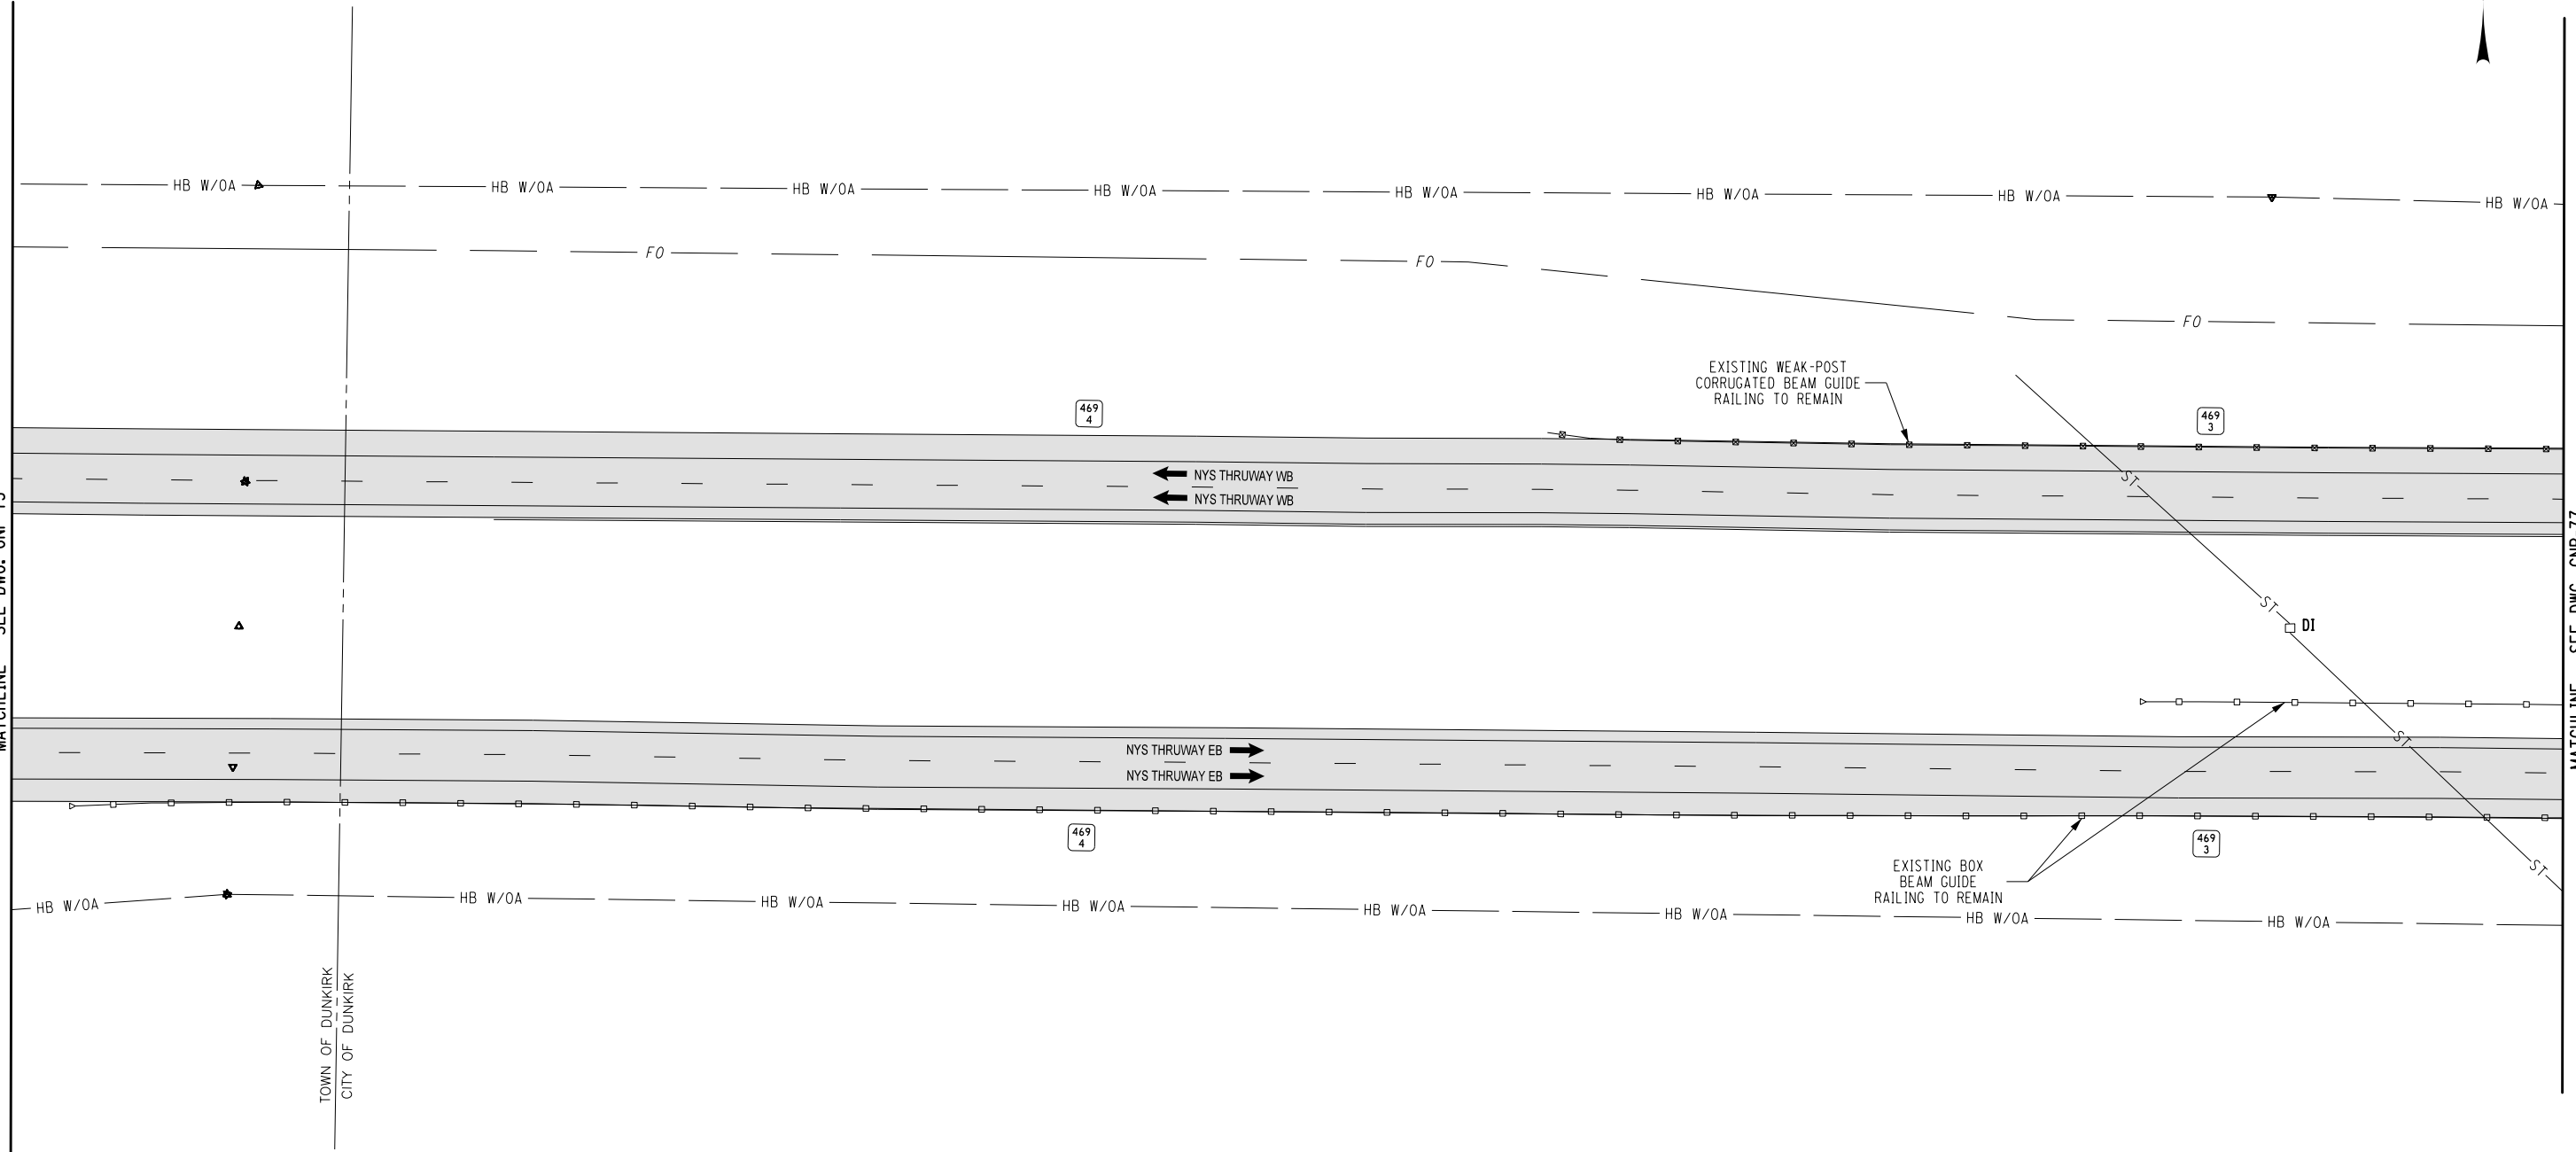 HB W/OA HB W/OA HB W/OA HB W/OA HB W/OA HB W/OA HB W/OA HB W/OA
FO FO FO
EXISTING WEAK-POST
CORRUGATED BEAM GUIDE
RAILING TO REMAIN
469
4
469
3
NYS THRUWAY WB
NYS THRUWAY WB
ST
ST
DI
ST
NYS THRUWAY EB
NYS THRUWAY EB
469
4
469
3
EXISTING BOX
BEAM GUIDE
RAILING TO REMAIN
ST
HB W/OA HB W/OA HB W/OA HB W/OA HB W/OA HB W/OA HB W/OA HB W/OA
TOWN OF DUNKIRK
CITY OF DUNKIRK